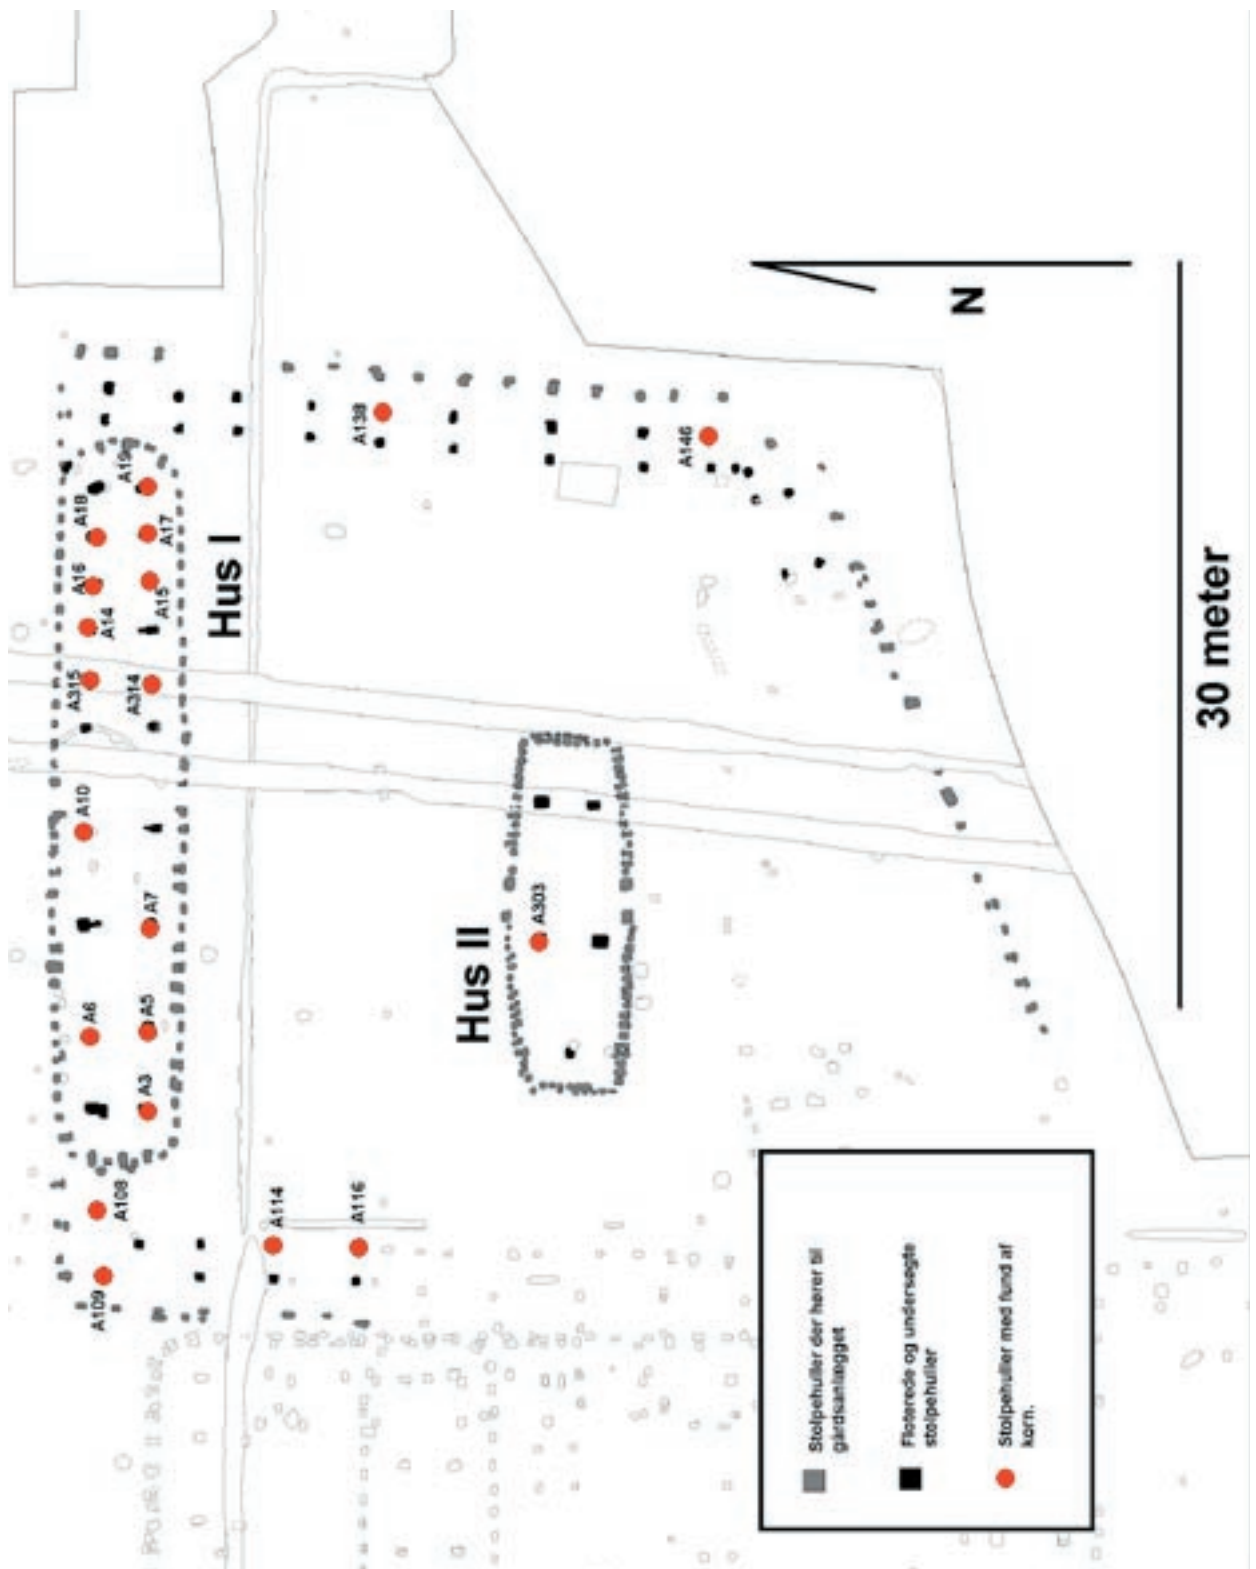 Hus I
Hus II
A109
A108
A3
A5
A6
A7
A10
A314
A315
A14
A15
A16
A17
A18
A19
A114
A116
A303
A138
A146
N
30 meter
Stolpehuller der hører til
gårdsanlægget
Floterede og undersøgte
stolpehuller
Stolpehuller med fund af
korn.